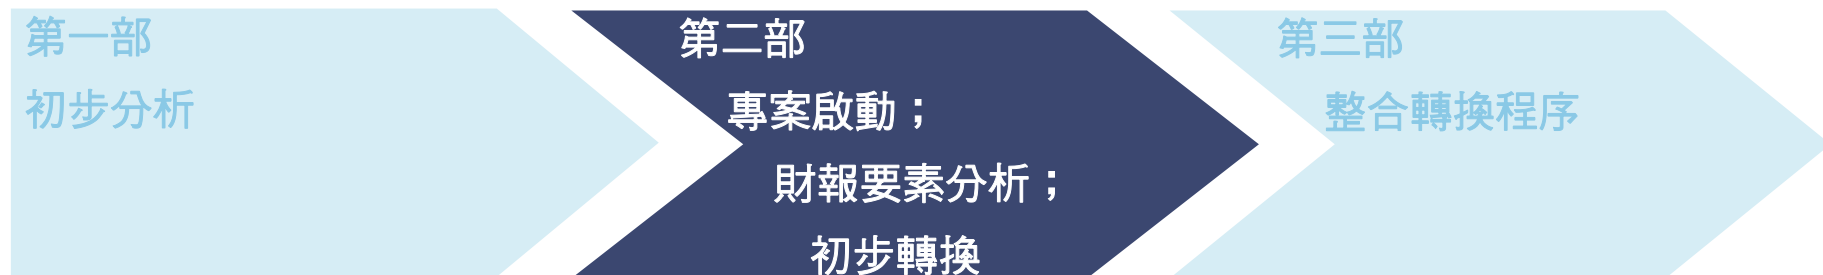 第一部
初步分析
第二部
專案啟動；
財報要素分析；
初步轉換
第三部
整合轉換程序